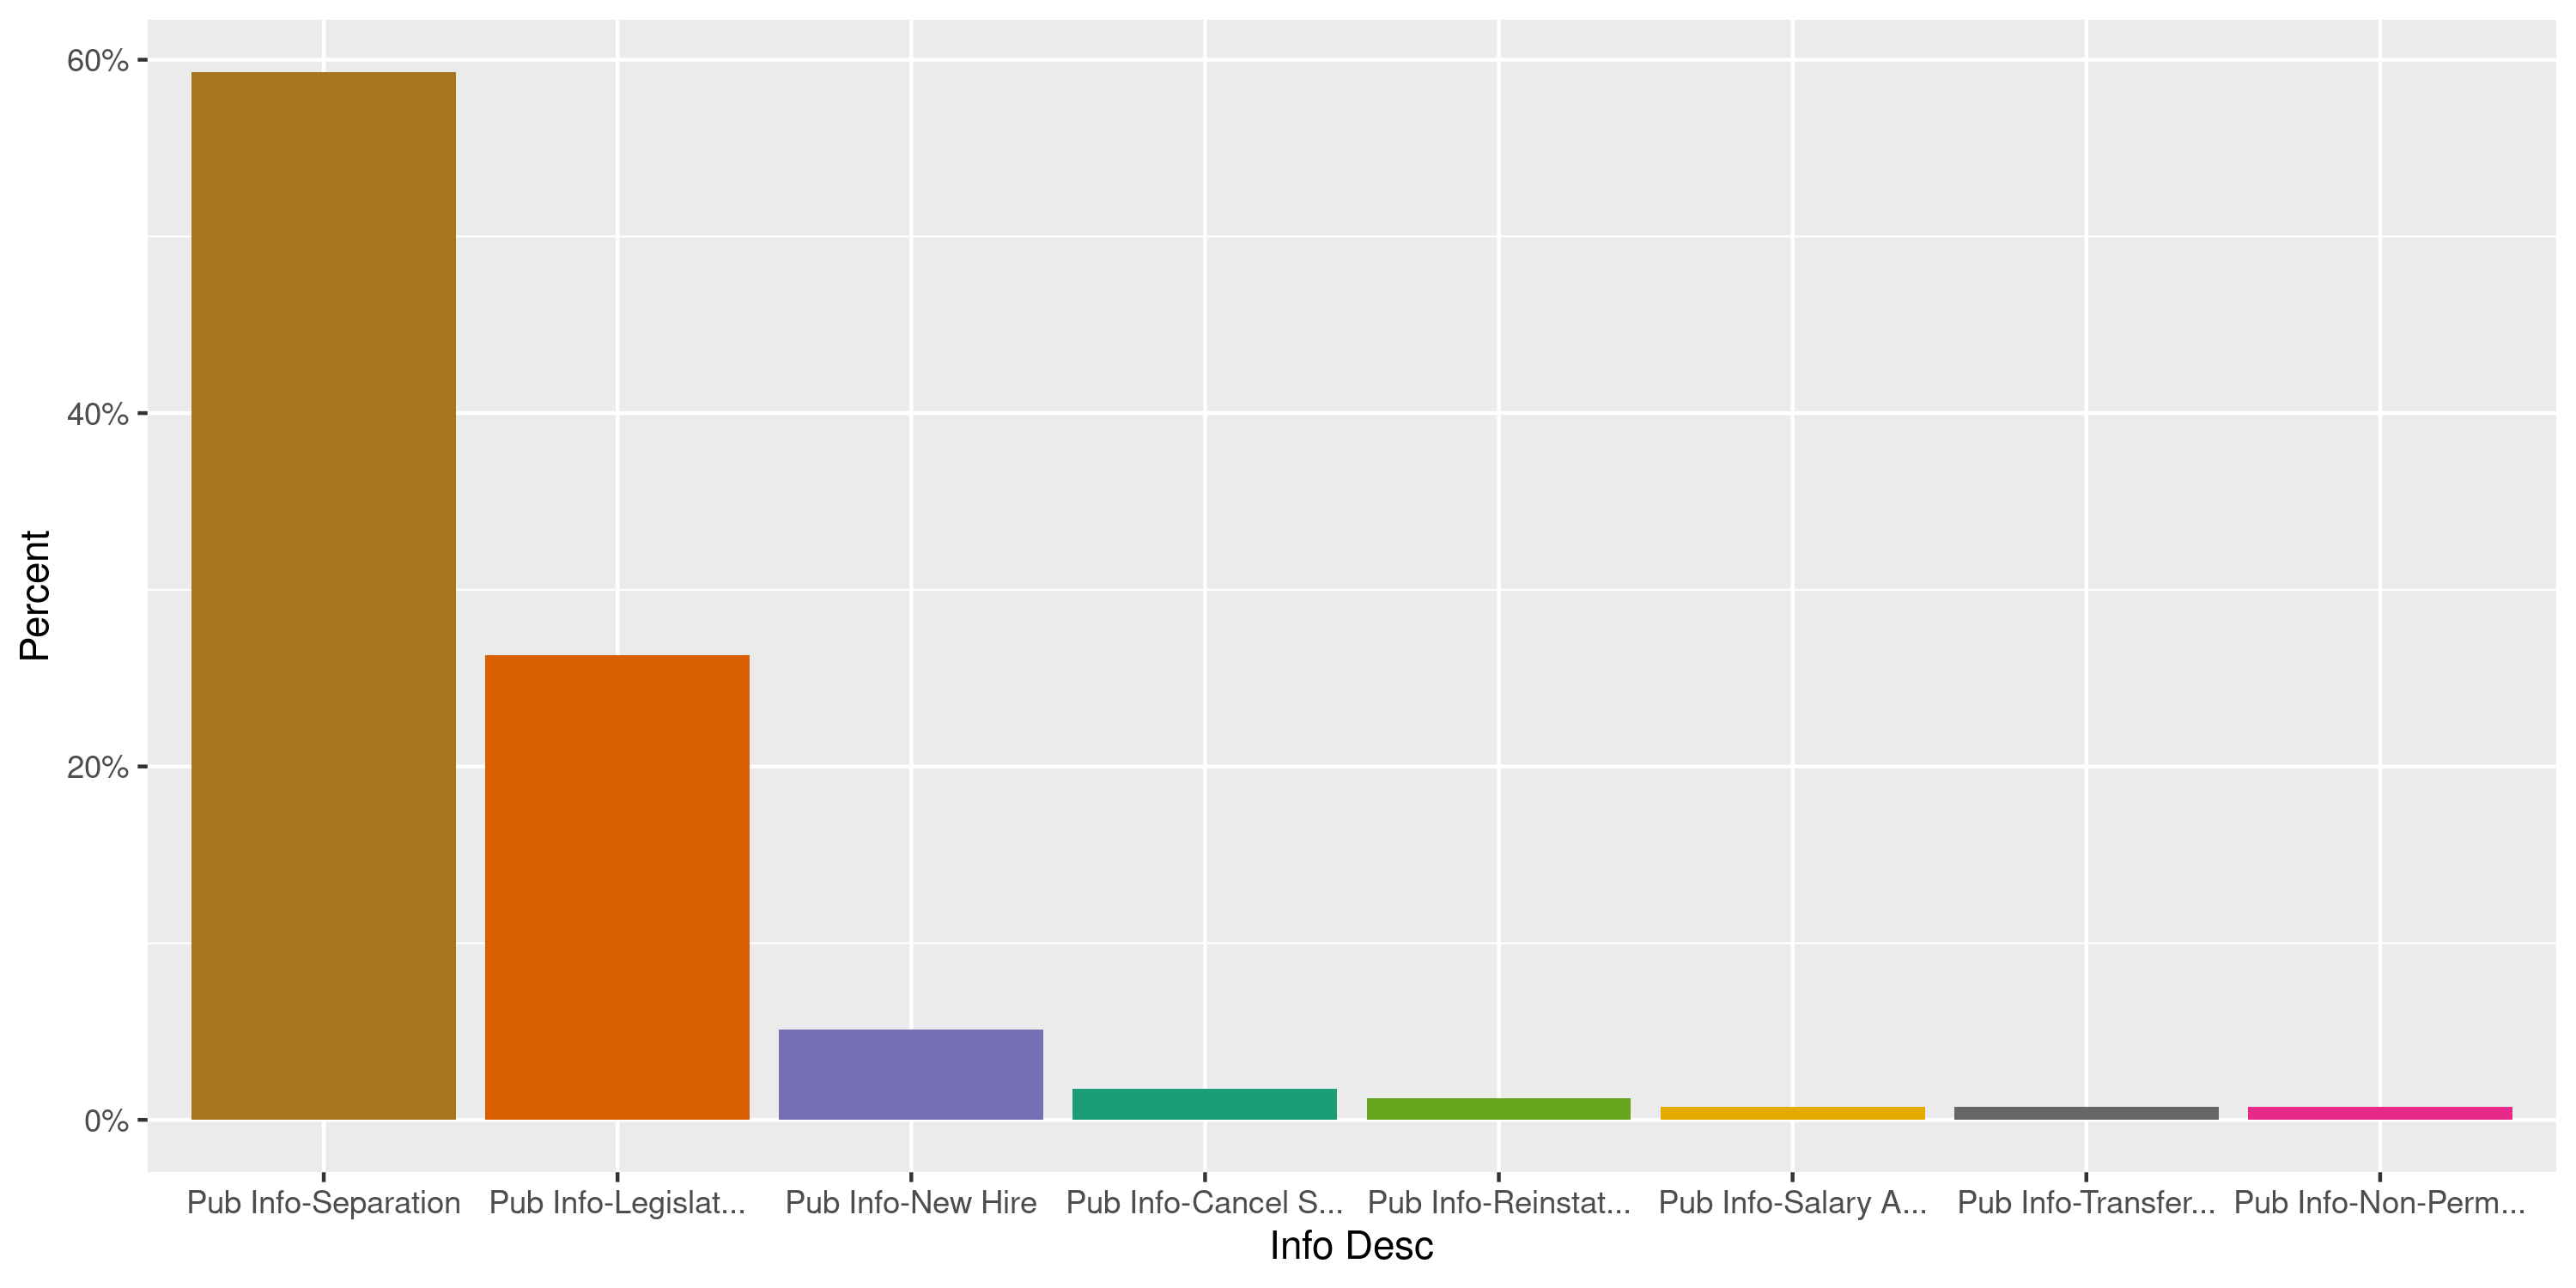 60%
40%
20%
0%
Percent
Pub Info-Separation
Pub Info-Legislat...
Pub Info-New Hire
Pub Info-Cancel S...
Pub Info-Reinstat...
Pub Info-Salary A...
Pub Info-Transfer...
Pub Info-Non-Perm...
Info Desc